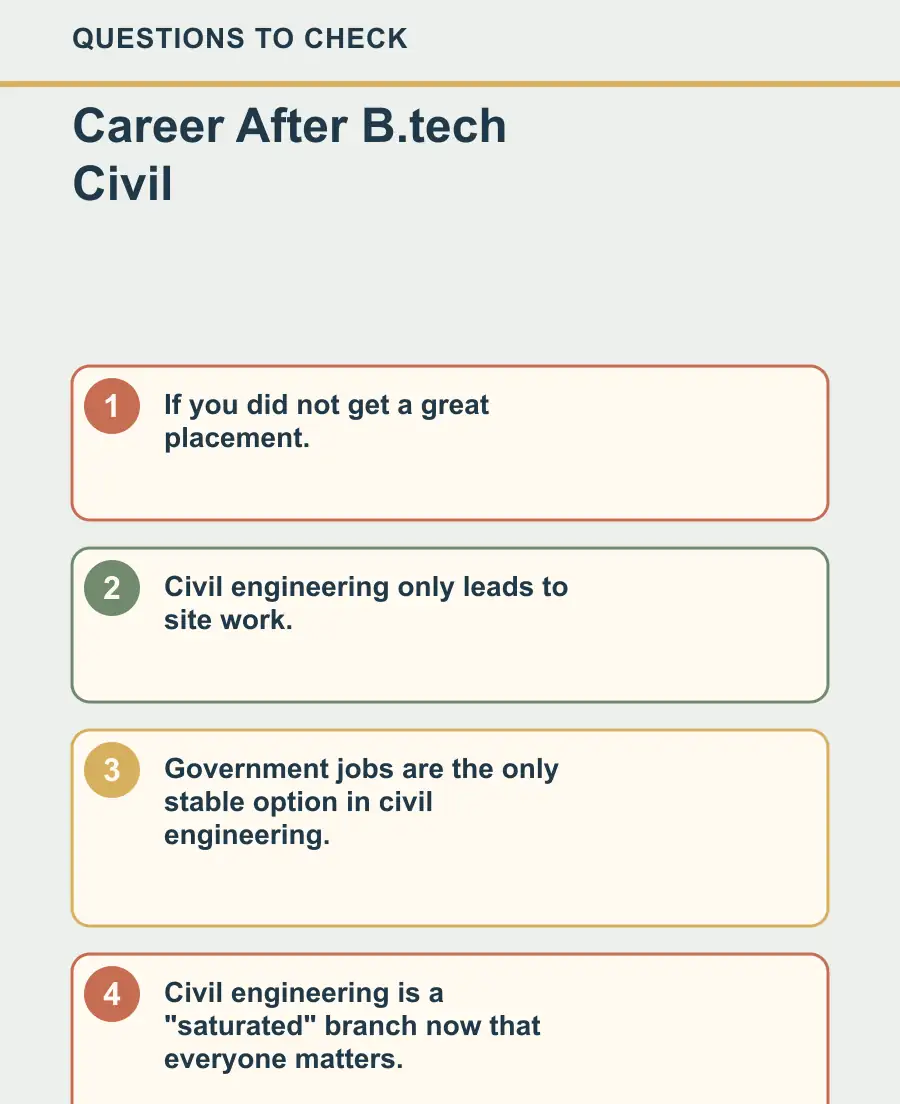 QUESTIONS TO CHECK
Career After B.tech
Civil
1
If you did not get a great
placement.
2
Civil engineering only leads to
site work.
3
Government jobs are the only
stable option in civil
engineering.
4
Civil engineering is a
"saturated" branch now that
everyone matters.